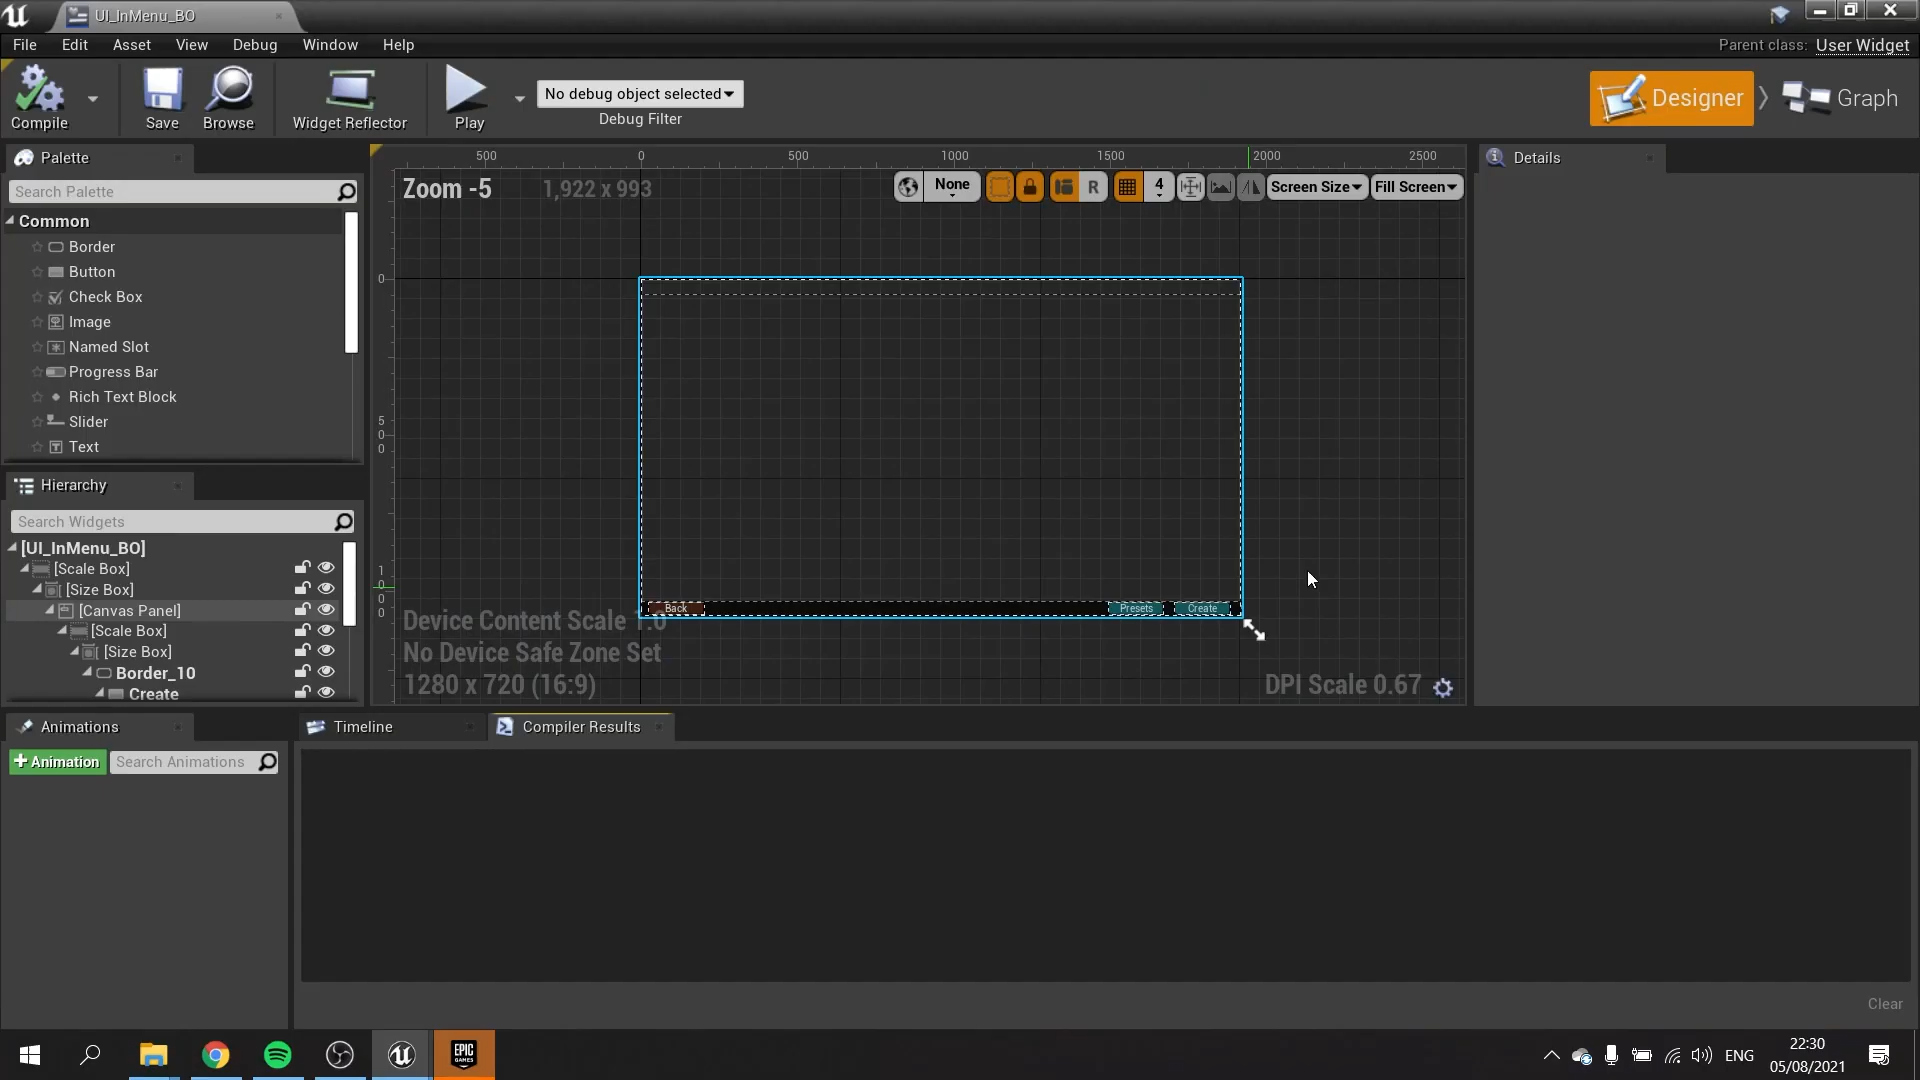 UI_InMenu_BO
File Edit Asset View Debug Window Help
Parent class: User Widget
Compile
Save
Browse
Widget Reflector
Play
No debug object selected
Debug Filter
Designer
Graph
Palette
Search Palette
Common
Border
Button
Check Box
Image
Named Slot
Progress Bar
Rich Text Block
Slider
Text
Hierarchy
Search Widgets
[UI_InMenu_BO]
[Scale Box]
[Size Box]
[Canvas Panel]
[Scale Box]
[Size Box]
Border_10
Create
500 0 500 1000 1500 2000 2500
Zoom -5
1,922 x 993
None
R
4
Screen Size
Fill Screen
0
500
1000
Back
Presets
Create
Device Content Scale 1.0
No Device Safe Zone Set
1280 x 720 (16:9)
DPI Scale 0.67
Details
Animations
+ Animation
Search Animations
Timeline
Compiler Results
Clear
EPIC
GAMES
ENG
22:30
05/08/2021